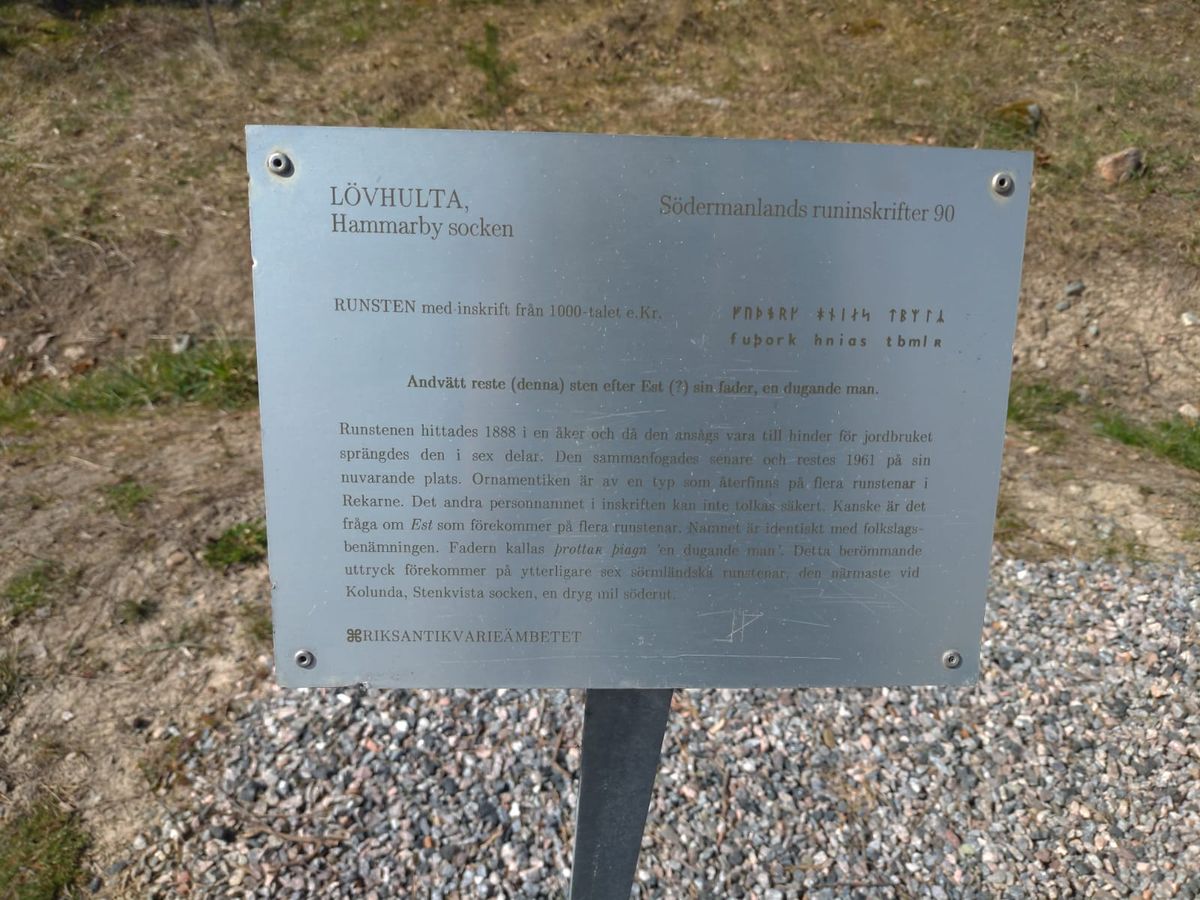 LÖVHULTA,
Hammarby socken
Södermanlands runinskrifter 90
RUNSTEN med inskrift från 1000-talet e.Kr.
ᚠᚢᚦᚬᚱᚴ ᚼᚾᛁᛅᛋ ᛏᛒᛘᛚᛦ
fuþork hnias tbmlʀ
Andvätt reste (denna) sten efter Est (?) sin fader, en dugande man.
Runstenen hittades 1888 i en åker och då den ansågs vara till hinder för jordbruket
sprängdes den i sex delar. Den sammanfogades senare och restes 1961 på sin
nuvarande plats. Ornamentiken är av en typ som återfinns på flera runstenar i
Rekarne. Det andra personnamnet i inskriften kan inte tolkas säkert. Kanske är det
fråga om Est som förekommer på flera runstenar. Namnet är identiskt med folkslags-
benämningen. Fadern kallas þrottaʀ þiagn 'en dugande man'. Detta berömmande
uttryck förekommer på ytterligare sex sörmländska runstenar, den närmaste vid
Kolunda, Stenkvista socken, en dryg mil söderut.
⌘RIKSANTIKVARIEÄMBETET